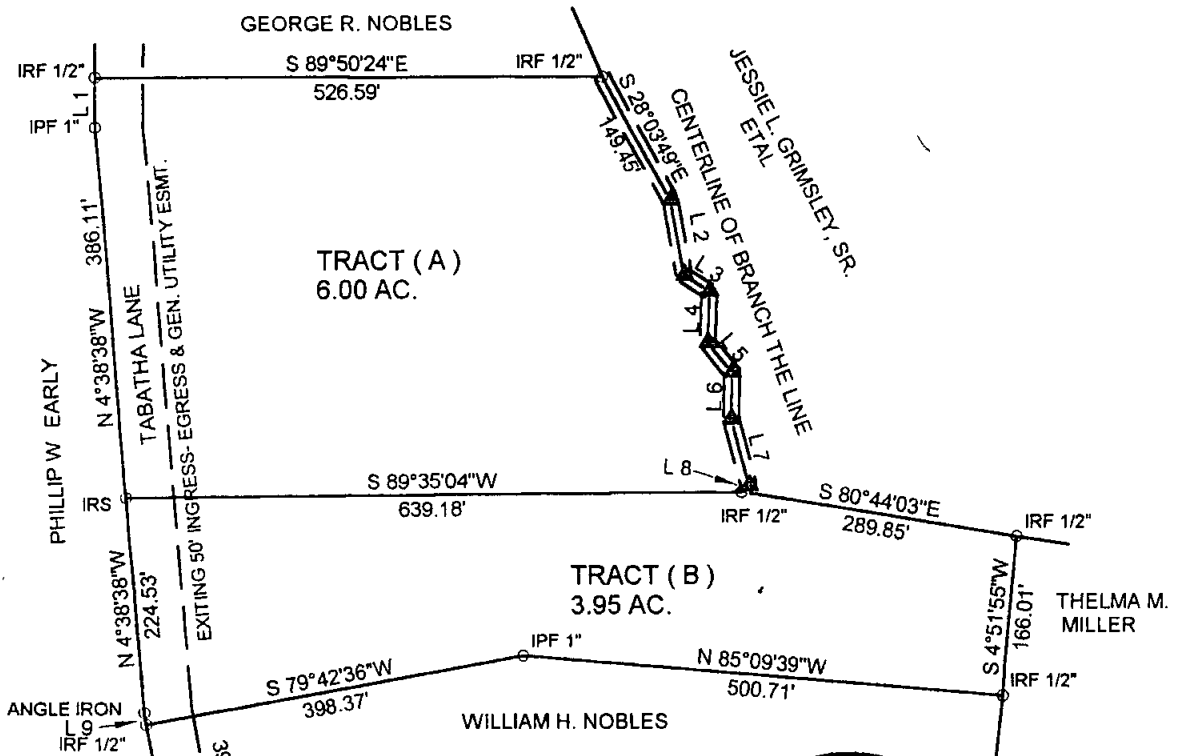 GEORGE R. NOBLES
IRF 1/2"
S 89°50'24"E
526.59'
IRF 1/2"
L 1
IPF 1"
S 28°03'49"E
149.45'
CENTERLINE OF BRANCH THE LINE
JESSIE L. GRIMSLEY, SR.
ETAL
386.11'
N 4°38'38"W
TABATHA LANE
EXITING 50' INGRESS- EGRESS & GEN. UTILITY ESMT.
PHILLIP W EARLY
TRACT ( A )
6.00 AC.
L 2
L 3
L 4
L 5
L 6
L 7
L 8
IRS
S 89°35'04"W
639.18'
IRF 1/2"
S 80°44'03"E
289.85'
IRF 1/2"
N 4°38'38"W
224.53'
TRACT ( B )
3.95 AC.
S 4°51'55"W
166.01'
THELMA M.
MILLER
IPF 1"
S 79°42'36"W
398.37'
N 85°09'39"W
500.71'
IRF 1/2"
ANGLE IRON
L 9
IRF 1/2"
WILLIAM H. NOBLES